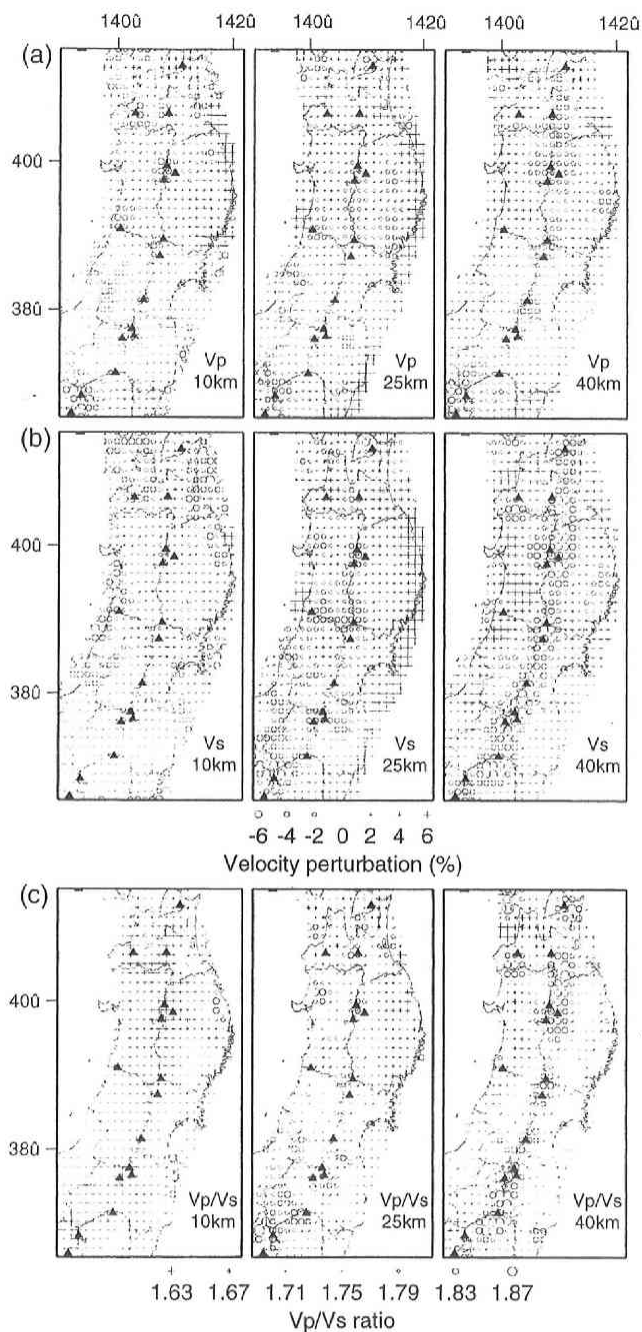 140û 142û 140û 142û 140û 142û
(a)
40û
38û
Vp 10km
Vp 25km
Vp 40km
(b)
40û
38û
Vs 10km
Vs 25km
Vs 40km
-6 -4 -2 0 2 4 6
Velocity perturbation (%)
(c)
40û
38û
Vp/Vs 10km
Vp/Vs 25km
Vp/Vs 40km
1.63 1.67 1.71 1.75 1.79 1.83 1.87
Vp/Vs ratio